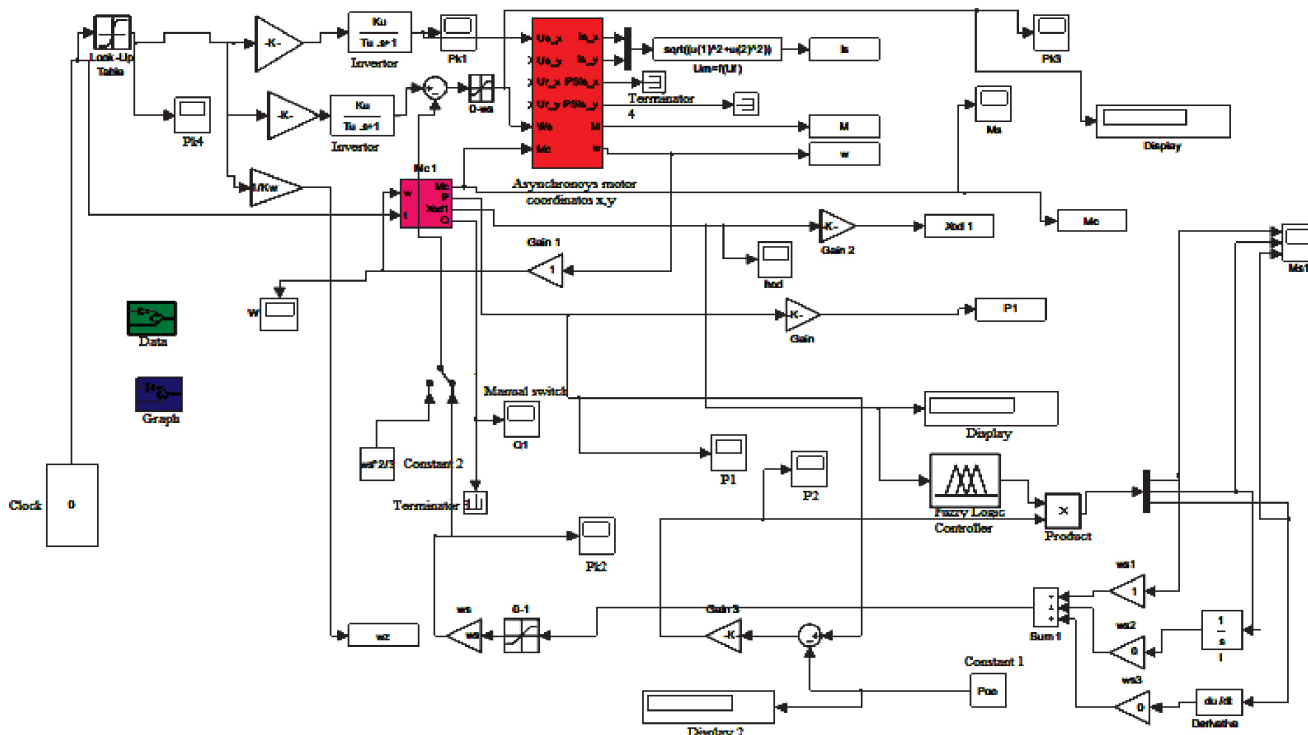 Look-Up
Table
-K-
Ku
Tu .s+1
Invertor
Pk1
Us_x
Us_y
Ur_x
Ur_y
Ws
Mc
Is_x
Is_y
PSIs_x
PSIs_y
M
w
sqrt((u(1)^2+u(2)^2))
Um=f(Uf)
Is
Pk3
Pk4
-K-
Ku
Tu .s+1
Invertor
0-ws
Terminator
4
M
w
Ms
Display
1/Kw
Mc1
w
t
Mc
P
Xod1
Q
Asynchronoys motor
coordinates x,y
-K-
Gain 2
Xod 1
Mc
Ms1
Gain 1
1
hod
W
-K-
Gain
P1
Data
Graph
Manual switch
Q1
Display
ws*2/3
Constant 2
P1
P2
Fuzzy Logic
Controller
x
Product
Clock
0
Terminator
Pk2
ws1
1
ws
ws
0-1
Gain 3
-K
Sum 1
ws2
0
1
s
I
wz
Constant 1
Poe
ws3
0
du /dt
Derivative
Display 2